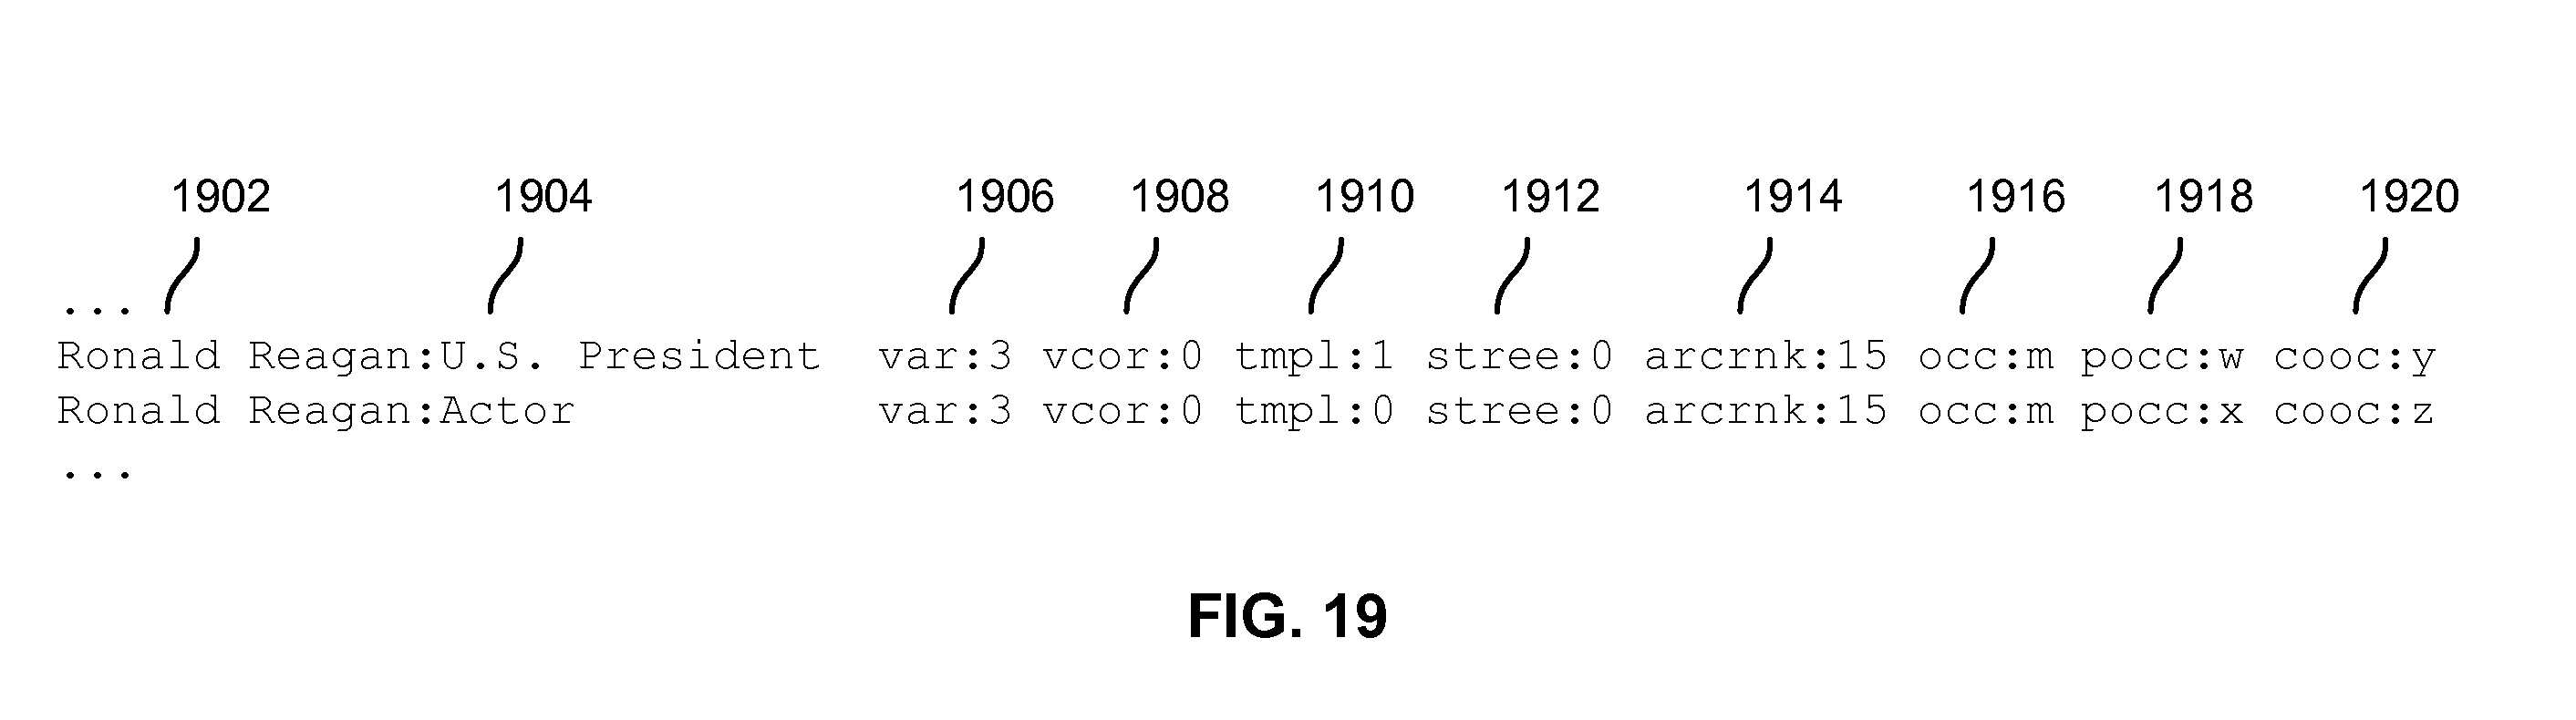 1902 1904 1906 1908 1910 1912 1914 1916 1918 1920
...
Ronald Reagan:U.S. President var:3 vcor:0 tmpl:1 stree:0 arcrnk:15 occ:m pocc:w cooc:y
Ronald Reagan:Actor var:3 vcor:0 tmpl:0 stree:0 arcrnk:15 occ:m pocc:x cooc:z
...
FIG. 19